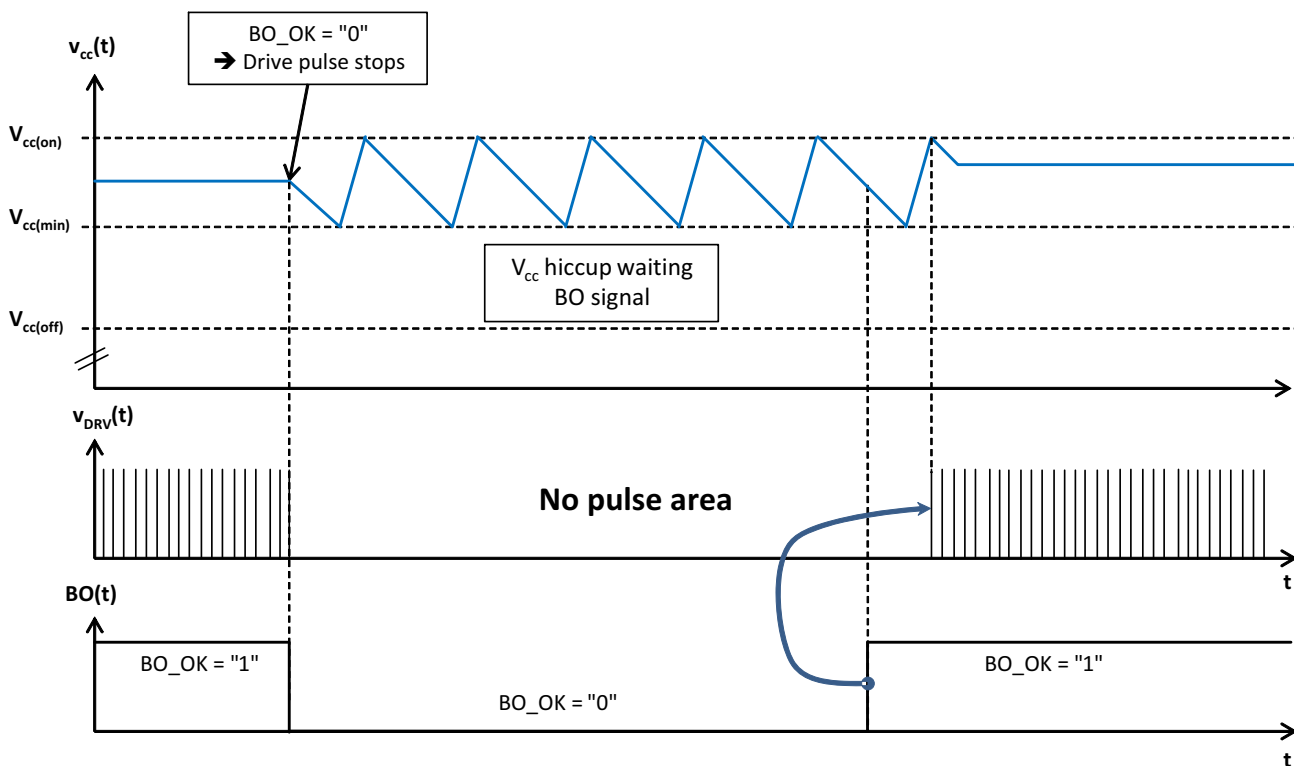 BO_OK = "0"
➔ Drive pulse stops
vcc(t)
Vcc(on)
Vcc(min)
Vcc hiccup waiting
BO signal
Vcc(off)
vDRV(t)
No pulse area
t
BO(t)
BO_OK = "1"
BO_OK = "1"
BO_OK = "0"
t